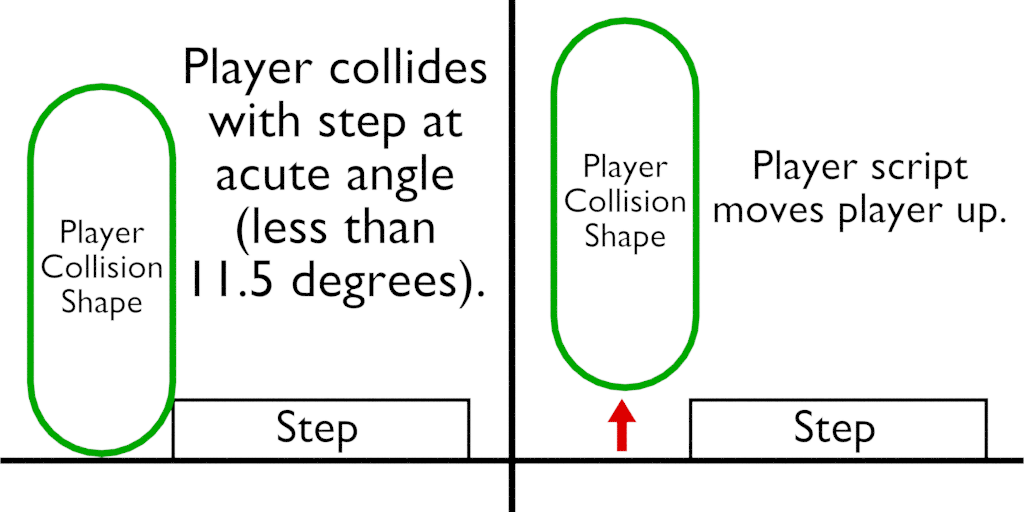 Player collides
with step at
acute angle
(less than
11.5 degrees).
Player
Collision
Shape
Step
Player
Collision
Shape
Player script
moves player up.
Step